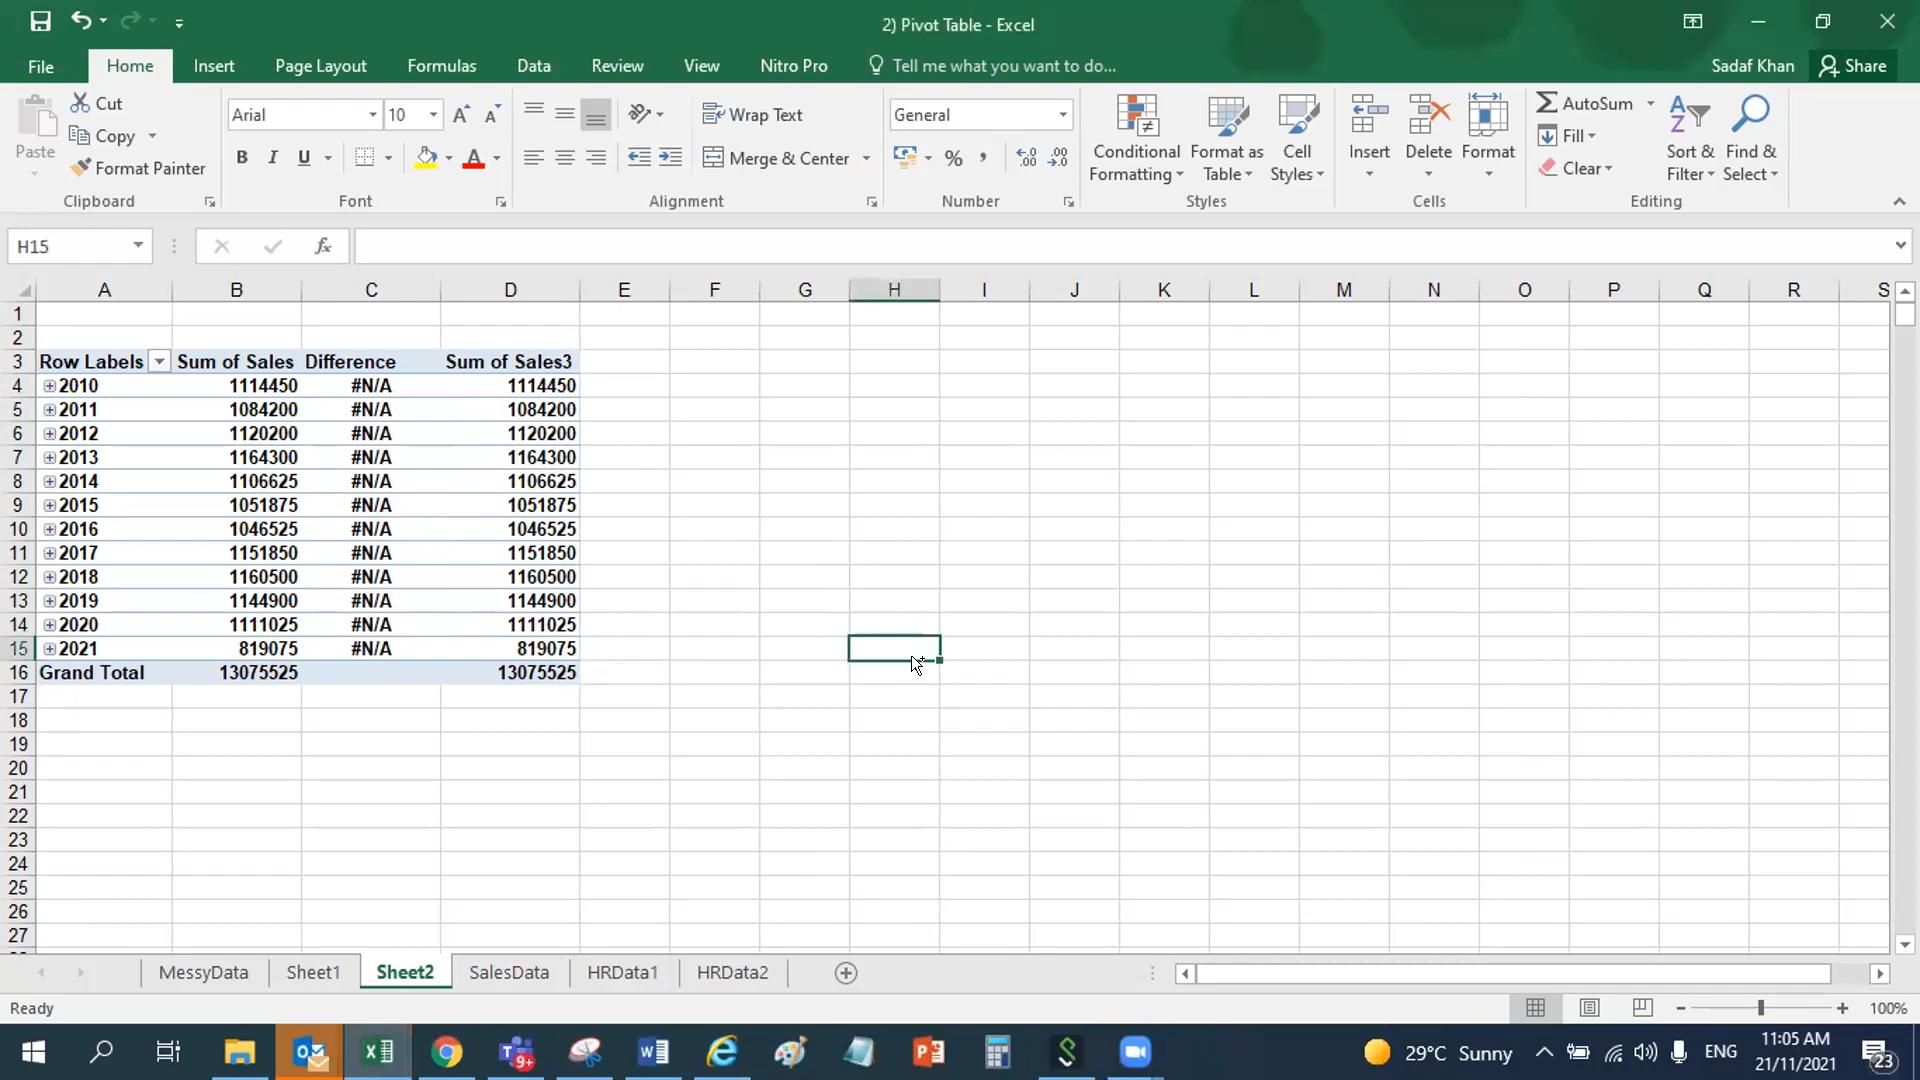 2) Pivot Table - Excel
File Home Insert Page Layout Formulas Data Review View Nitro Pro Tell me what you want to do... Sadaf Khan Share
Paste Cut Copy Format Painter
Arial 10
B I U A
Wrap Text
Merge & Center
General
%
Conditional Formatting Format as Table Cell Styles
Insert Delete Format
AutoSum
Fill
Clear
Sort & Filter Find & Select
Clipboard Font Alignment Number Styles Cells Editing
H15 fx
A B C D E F G H I J K L M N O P Q R S
1
2
3 Row Labels Sum of Sales Difference Sum of Sales3
4 2010 1114450 #N/A 1114450
5 2011 1084200 #N/A 1084200
6 2012 1120200 #N/A 1120200
7 2013 1164300 #N/A 1164300
8 2014 1106625 #N/A 1106625
9 2015 1051875 #N/A 1051875
10 2016 1046525 #N/A 1046525
11 2017 1151850 #N/A 1151850
12 2018 1160500 #N/A 1160500
13 2019 1144900 #N/A 1144900
14 2020 1111025 #N/A 1111025
15 2021 819075 #N/A 819075
16 Grand Total 13075525 13075525
17
18
19
20
21
22
23
24
25
26
27
MessyData Sheet1 Sheet2 SalesData HRData1 HRData2
Ready 100%
29°C Sunny ENG 11:05 AM
21/11/2021
9+ 23